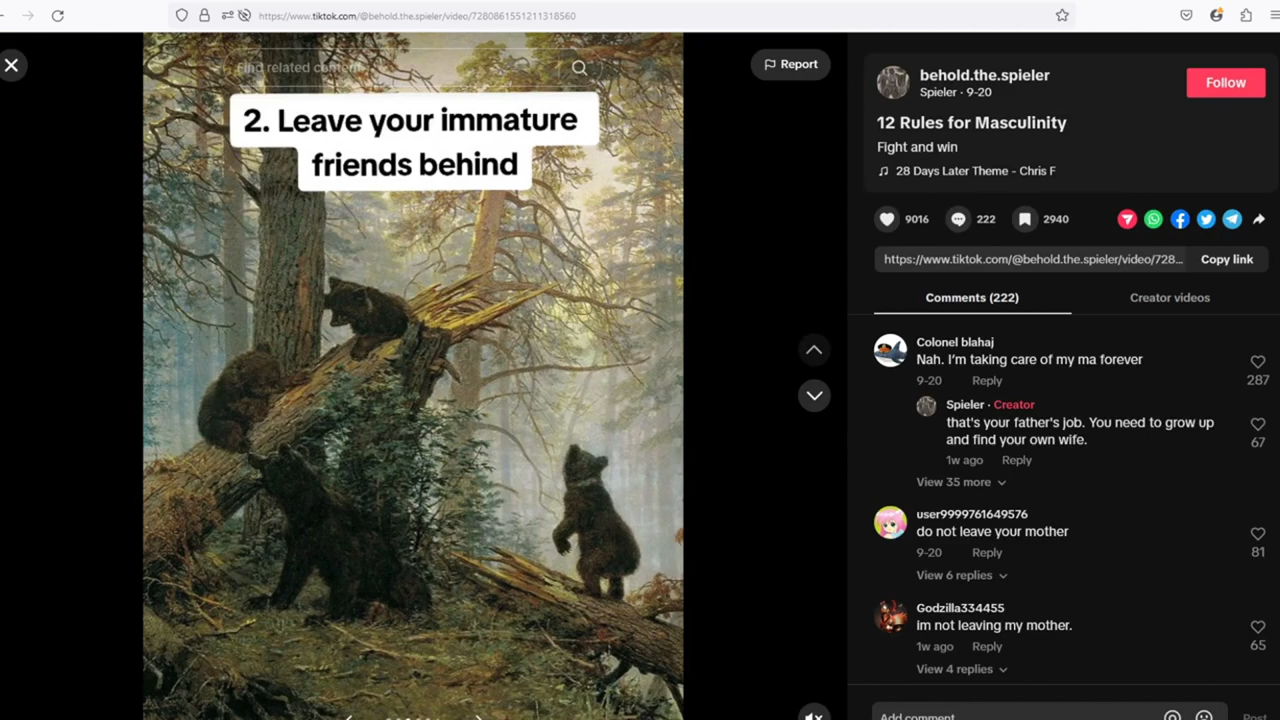 https://www.tiktok.com/@behold.the.spieler/video/7280861551211318560
Find related content
Report
2. Leave your immature
friends behind
behold.the.spieler
Spieler · 9-20
Follow
12 Rules for Masculinity
Fight and win
28 Days Later Theme - Chris F
9016
222
2940
https://www.tiktok.com/@behold.the.spieler/video/728...
Copy link
Comments (222)
Creator videos
Colonel blahaj
Nah. I'm taking care of my ma forever
9-20 Reply
287
Spieler · Creator
that's your father's job. You need to grow up
and find your own wife.
67
1w ago Reply
View 35 more
user9999761649576
do not leave your mother
9-20 Reply
81
View 6 replies
Godzilla334455
im not leaving my mother.
1w ago Reply
65
View 4 replies
Add comment...
Post